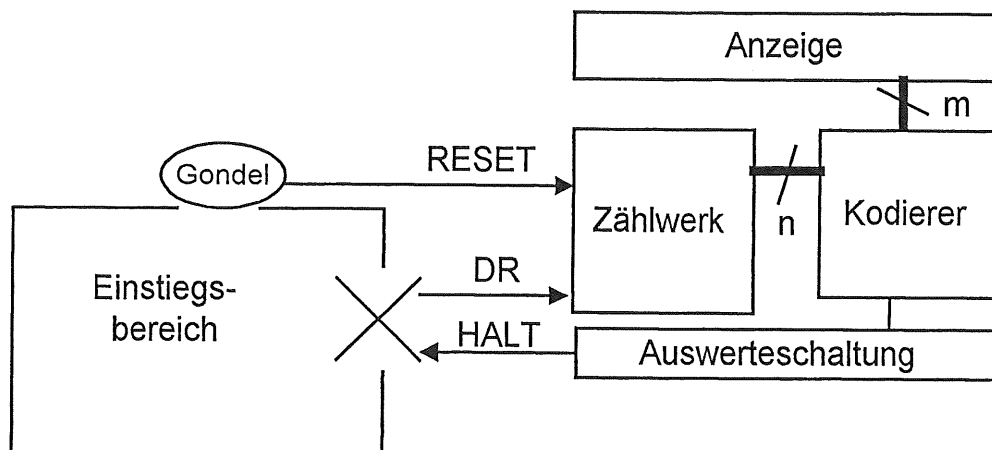 Anzeige
m
RESET
Gondel
Zählwerk
n
Kodierer
Einstiegs-
bereich
DR
HALT
Auswerteschaltung